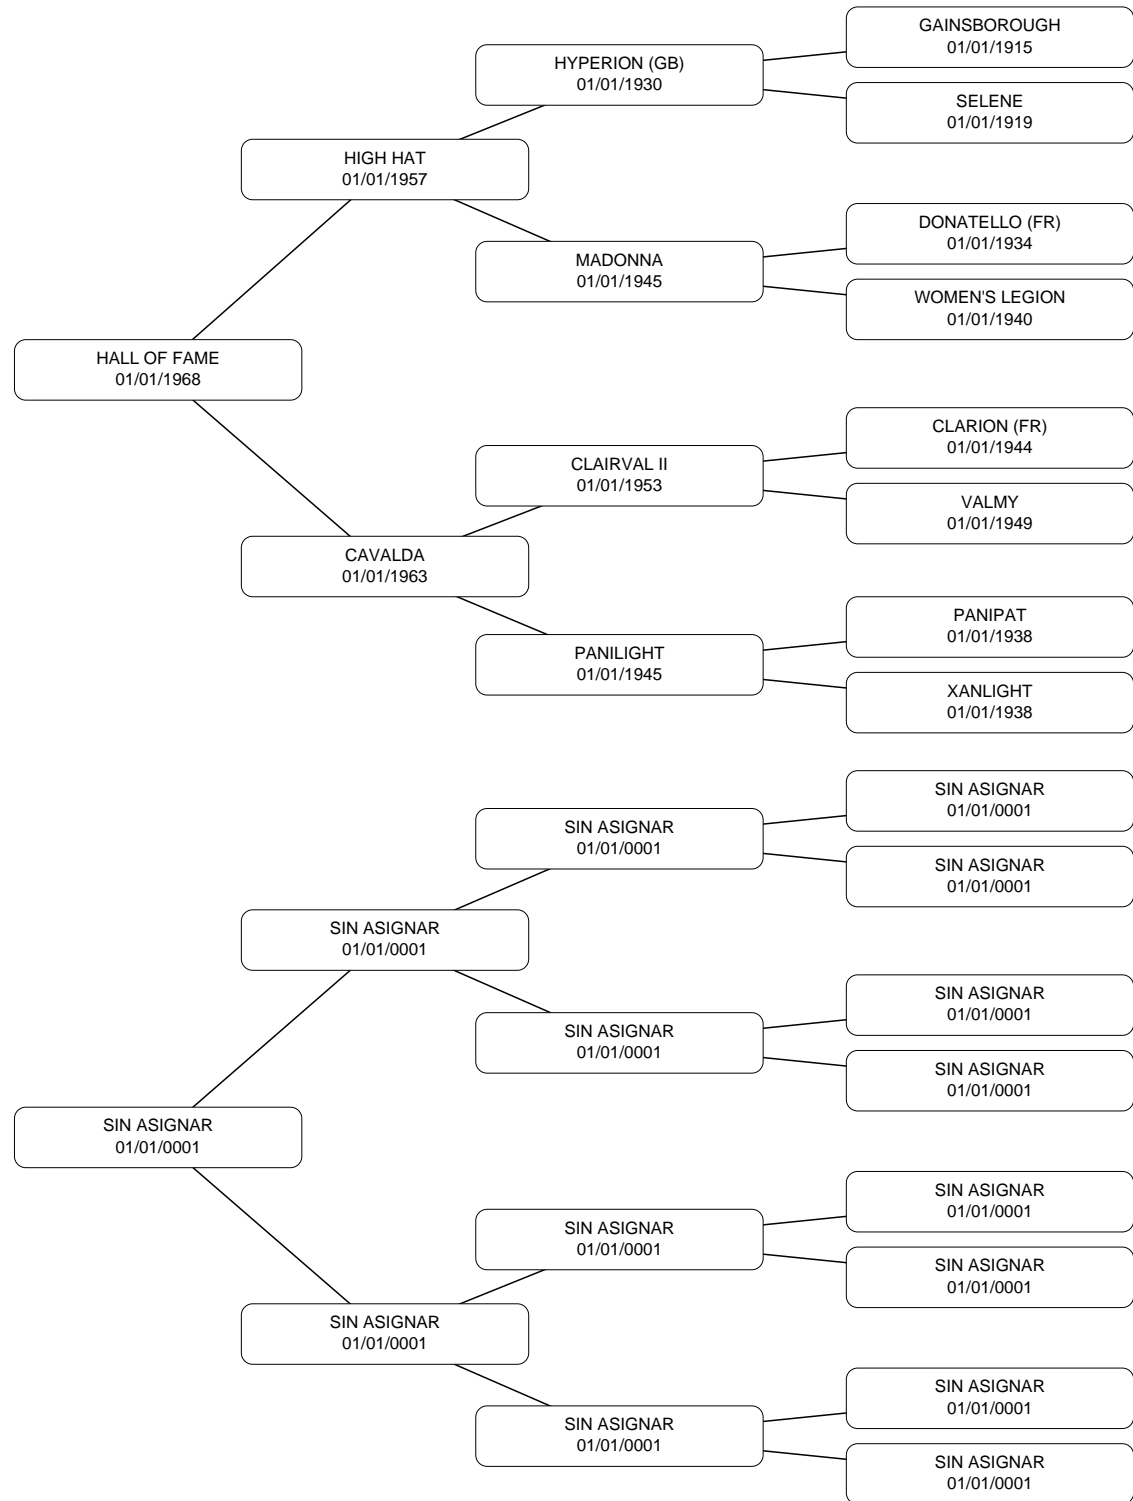 GAINSBOROUGH
01/01/1915
HYPERION (GB)
01/01/1930
SELENE
01/01/1919
HIGH HAT
01/01/1957
DONATELLO (FR)
01/01/1934
MADONNA
01/01/1945
WOMEN'S LEGION
01/01/1940
HALL OF FAME
01/01/1968
CLARION (FR)
01/01/1944
CLAIRVAL II
01/01/1953
VALMY
01/01/1949
CAVALDA
01/01/1963
PANIPAT
01/01/1938
PANILIGHT
01/01/1945
XANLIGHT
01/01/1938
SIN ASIGNAR
01/01/0001
SIN ASIGNAR
01/01/0001
SIN ASIGNAR
01/01/0001
SIN ASIGNAR
01/01/0001
SIN ASIGNAR
01/01/0001
SIN ASIGNAR
01/01/0001
SIN ASIGNAR
01/01/0001
SIN ASIGNAR
01/01/0001
SIN ASIGNAR
01/01/0001
SIN ASIGNAR
01/01/0001
SIN ASIGNAR
01/01/0001
SIN ASIGNAR
01/01/0001
SIN ASIGNAR
01/01/0001
SIN ASIGNAR
01/01/0001
SIN ASIGNAR
01/01/0001